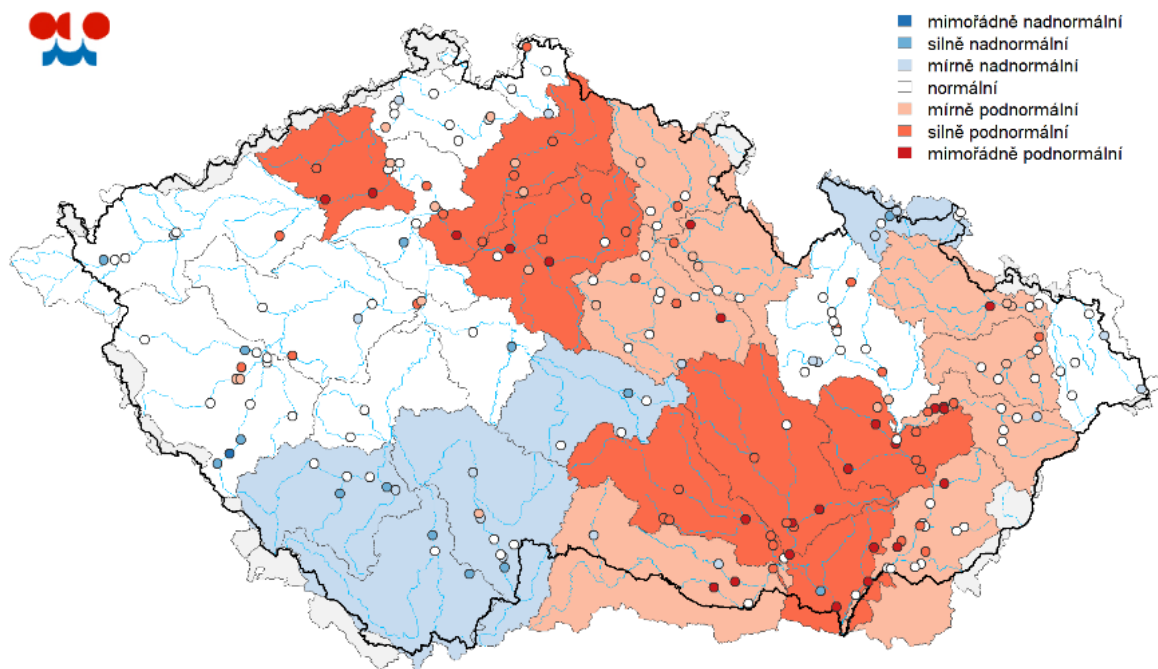 mimořádně nadnormální
silně nadnormální
mírně nadnormální
normální
mírně podnormální
silně podnormální
mimořádně podnormální